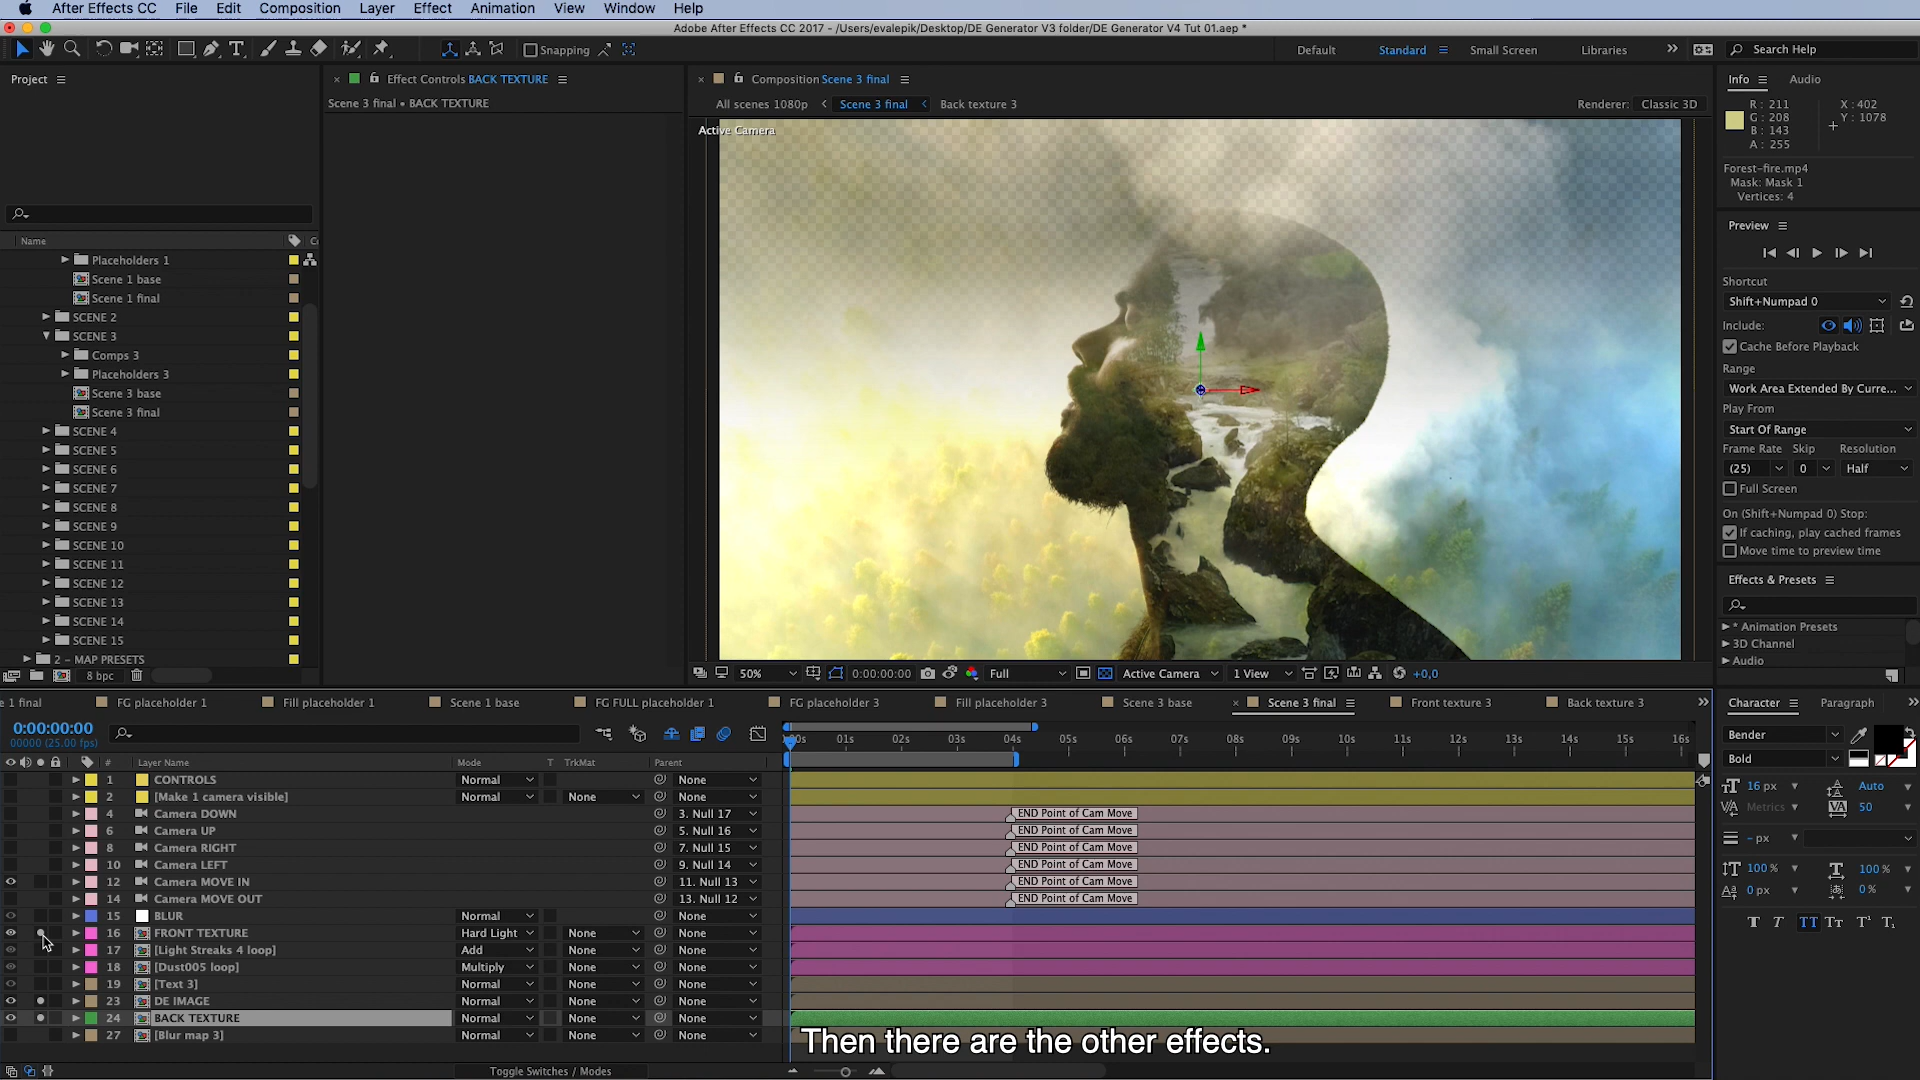 After Effects CC File Edit Composition Layer Effect Animation View Window Help
Adobe After Effects CC 2017 - /Users/evalepik/Desktop/DE Generator V3 folder/DE Generator V4 Tut 01.aep *
Snapping Default Standard Small Screen Libraries Search Help
Project
Effect Controls BACK TEXTURE
Scene 3 final • BACK TEXTURE
Composition Scene 3 final
All scenes 1080p Scene 3 final Back texture 3
Renderer: Classic 3D
Active Camera
Info Audio
R: 211
G: 208
B: 143
A: 255
X: 402
Y: 1078
Forest-fire.mp4
Mask: Mask 1
Vertices: 4
Preview
Shortcut
Shift+Numpad 0
Include:
Cache Before Playback
Range
Work Area Extended By Curre...
Play From
Start Of Range
Frame Rate Skip Resolution
(25) 0 Half
Full Screen
On (Shift+Numpad 0) Stop:
If caching, play cached frames
Move time to preview time
Effects & Presets
* Animation Presets
3D Channel
Audio
Name
Placeholders 1
Scene 1 base
Scene 1 final
SCENE 2
SCENE 3
Comps 3
Placeholders 3
Scene 3 base
Scene 3 final
SCENE 4
SCENE 5
SCENE 6
SCENE 7
SCENE 8
SCENE 9
SCENE 10
SCENE 11
SCENE 12
SCENE 13
SCENE 14
SCENE 15
2 - MAP PRESETS
8 bpc
50% 0:00:00:00 Full Active Camera 1 View +0,0
e 1 final FG placeholder 1 Fill placeholder 1 Scene 1 base FG FULL placeholder 1 FG placeholder 3 Fill placeholder 3 Scene 3 base Scene 3 final Front texture 3 Back texture 3
0:00:00:00
00000 (25.00 fps)
01s 02s 03s 04s 05s 06s 07s 08s 09s 10s 11s 12s 13s 14s 15s 16s
# Layer Name Mode T TrkMat Parent
1 CONTROLS Normal None
2 [Make 1 camera visible] Normal None None
4 Camera DOWN 3. Null 17 END Point of Cam Move
6 Camera UP 5. Null 16 END Point of Cam Move
8 Camera RIGHT 7. Null 15 END Point of Cam Move
10 Camera LEFT 9. Null 14 END Point of Cam Move
12 Camera MOVE IN 11. Null 13 END Point of Cam Move
14 Camera MOVE OUT 13. Null 12 END Point of Cam Move
15 BLUR Normal None
16 FRONT TEXTURE Hard Light None None
17 [Light Streaks 4 loop] Add None None
18 [Dust005 loop] Multiply None None
19 [Text 3] Normal None None
23 DE IMAGE Normal None None
24 BACK TEXTURE Normal None None
27 [Blur map 3] Normal None None
Then there are the other effects.
Toggle Switches / Modes
Character Paragraph
Bender
Bold
16 px Auto
Metrics 50
- px
100 % 100 %
0 px 0 %
T T TT Tt T¹ T₁